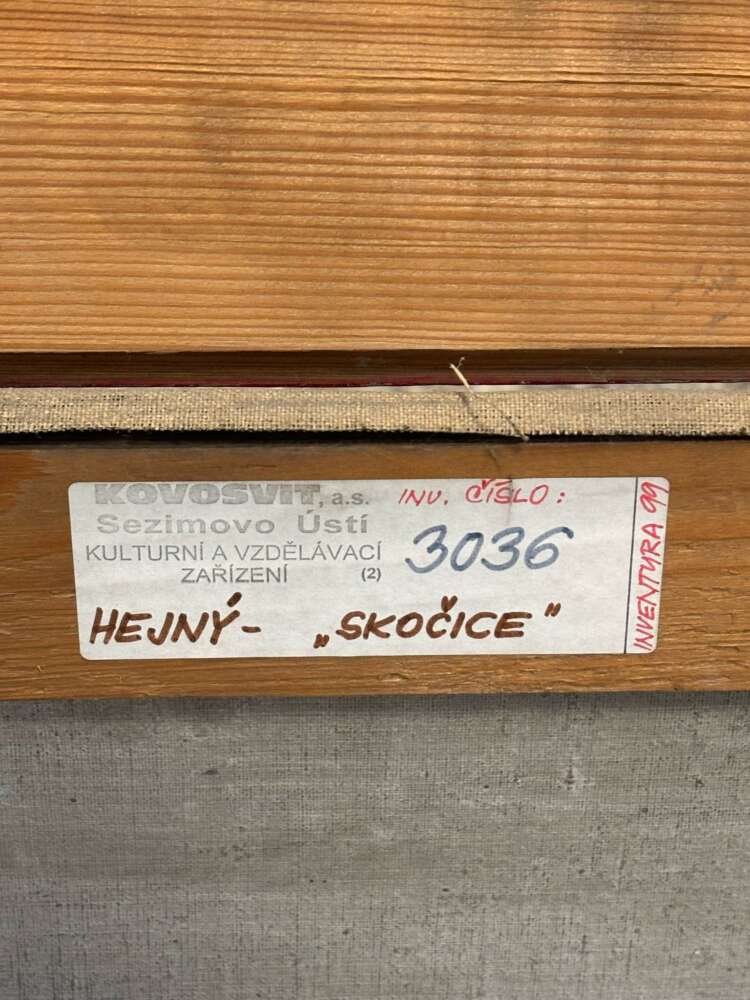 KOVOSVIT, a.s.
Sezimovo Ústí
KULTURNÍ A VZDĚLÁVACÍ
ZAŘÍZENÍ (2)
INV. ČÍSLO:
3036
HEJNÝ- „SKOČICE"
INVENTURA 99